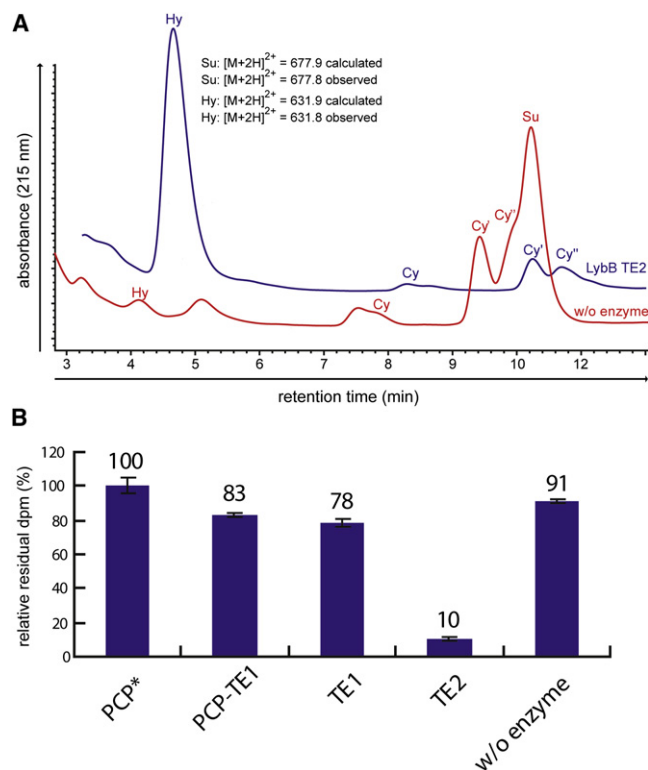 A
Hy
Su: [M+2H]2+ = 677.9 calculated
Su: [M+2H]2+ = 677.8 observed
Hy: [M+2H]2+ = 631.9 calculated
Hy: [M+2H]2+ = 631.8 observed
Su
Cy'
Cy''
absorbance (215 nm)
Cy
Cy'
Cy''
LybB TE2
Hy
Cy
w/o enzyme
3 4 5 6 7 8 9 10 11 12
retention time (min)
B
relative residual dpm (%)
120
100
80
60
40
20
0
100
83
78
10
91
PCP*
PCP-TE1
TE1
TE2
w/o enzyme